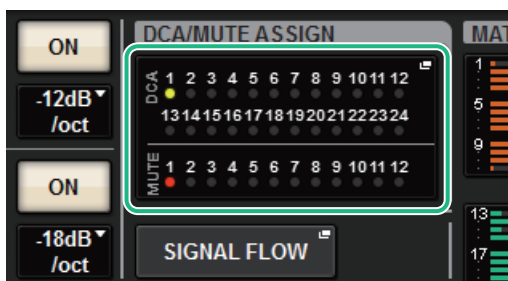 ON
-12dB
/oct
ON
-18dB
/oct
DCA/MUTE ASSIGN
DCA
1 2 3 4 5 6 7 8 9 10 11 12
13 14 15 16 17 18 19 20 21 22 23 24
MUTE
1 2 3 4 5 6 7 8 9 10 11 12
SIGNAL FLOW
MAT
1
5
9
13
17